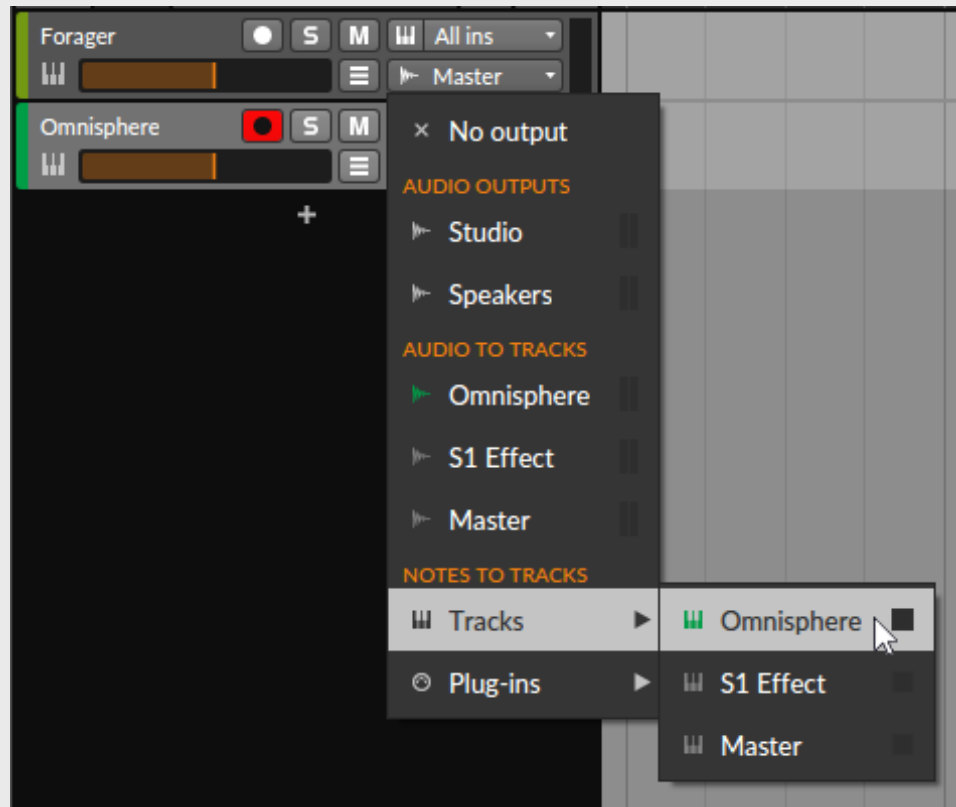 Forager S M All ins
Master
Omnisphere S M
No output
AUDIO OUTPUTS
Studio
Speakers
AUDIO TO TRACKS
Omnisphere
S1 Effect
Master
NOTES TO TRACKS
Tracks
Omnisphere
Plug-ins
S1 Effect
Master